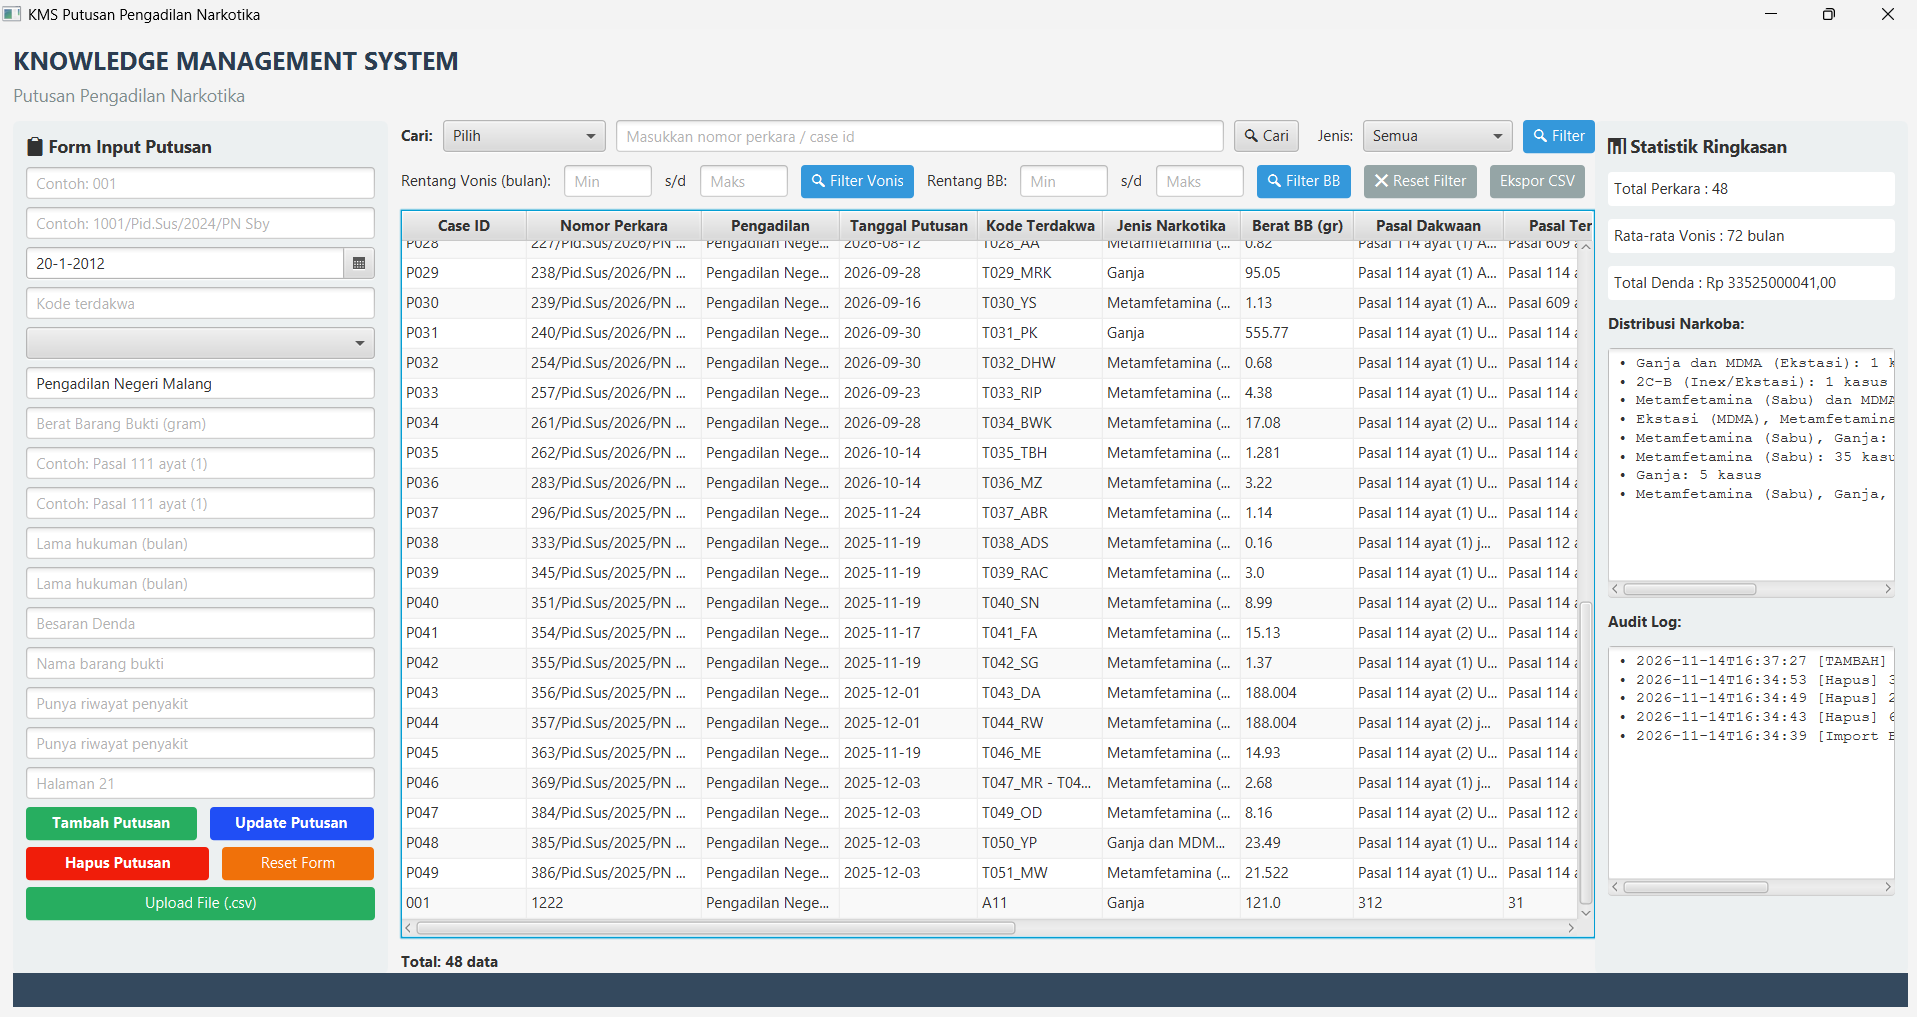 KMS Putusan Pengadilan Narkotika
KNOWLEDGE MANAGEMENT SYSTEM
Putusan Pengadilan Narkotika
Form Input Putusan
Contoh: 001
Contoh: 1001/Pid.Sus/2024/PN Sby
20-1-2012
Kode terdakwa
Pengadilan Negeri Malang
Berat Barang Bukti (gram)
Contoh: Pasal 111 ayat (1)
Contoh: Pasal 111 ayat (1)
Lama hukuman (bulan)
Lama hukuman (bulan)
Besaran Denda
Nama barang bukti
Punya riwayat penyakit
Punya riwayat penyakit
Halaman 21
Tambah Putusan Update Putusan
Hapus Putusan Reset Form
Upload File (.csv)
Cari: Pilih Masukkan nomor perkara / case id Cari Jenis: Semua Filter
Rentang Vonis (bulan): Min s/d Maks Filter Vonis Rentang BB: Min s/d Maks Filter BB Reset Filter Ekspor CSV
Case ID Nomor Perkara Pengadilan Tanggal Putusan Kode Terdakwa Jenis Narkotika Berat BB (gr) Pasal Dakwaan Pasal Ter
P028 227/Pid.Sus/2026/PN ... Pengadilan Nege... 2026-08-12 T028_AA Metamfetamina (... 0.82 Pasal 114 ayat (1) A... Pasal 609 a
P029 238/Pid.Sus/2026/PN ... Pengadilan Nege... 2026-09-28 T029_MRK Ganja 95.05 Pasal 114 ayat (1) A... Pasal 114 a
P030 239/Pid.Sus/2026/PN ... Pengadilan Nege... 2026-09-16 T030_YS Metamfetamina (... 1.13 Pasal 114 ayat (1) A... Pasal 609 a
P031 240/Pid.Sus/2026/PN ... Pengadilan Nege... 2026-09-30 T031_PK Ganja 555.77 Pasal 114 ayat (1) U... Pasal 114 a
P032 254/Pid.Sus/2026/PN ... Pengadilan Nege... 2026-09-30 T032_DHW Metamfetamina (... 0.68 Pasal 114 ayat (1) U... Pasal 114 a
P033 257/Pid.Sus/2026/PN ... Pengadilan Nege... 2026-09-23 T033_RIP Metamfetamina (... 4.38 Pasal 114 ayat (1) U... Pasal 114 a
P034 261/Pid.Sus/2026/PN ... Pengadilan Nege... 2026-09-28 T034_BWK Metamfetamina (... 17.08 Pasal 114 ayat (2) U... Pasal 114 a
P035 262/Pid.Sus/2026/PN ... Pengadilan Nege... 2026-10-14 T035_TBH Metamfetamina (... 1.281 Pasal 114 ayat (1) U... Pasal 114 a
P036 283/Pid.Sus/2026/PN ... Pengadilan Nege... 2026-10-14 T036_MZ Metamfetamina (... 3.22 Pasal 114 ayat (1) U... Pasal 114 a
P037 296/Pid.Sus/2025/PN ... Pengadilan Nege... 2025-11-24 T037_ABR Metamfetamina (... 1.14 Pasal 114 ayat (1) U... Pasal 114 a
P038 333/Pid.Sus/2025/PN ... Pengadilan Nege... 2025-11-19 T038_ADS Metamfetamina (... 0.16 Pasal 114 ayat (1) j... Pasal 112 a
P039 345/Pid.Sus/2025/PN ... Pengadilan Nege... 2025-11-19 T039_RAC Metamfetamina (... 3.0 Pasal 114 ayat (1) U... Pasal 114 a
P040 351/Pid.Sus/2025/PN ... Pengadilan Nege... 2025-11-19 T040_SN Metamfetamina (... 8.99 Pasal 114 ayat (2) U... Pasal 114 a
P041 354/Pid.Sus/2025/PN ... Pengadilan Nege... 2025-11-17 T041_FA Metamfetamina (... 15.13 Pasal 114 ayat (2) U... Pasal 114 a
P042 355/Pid.Sus/2025/PN ... Pengadilan Nege... 2025-11-19 T042_SG Metamfetamina (... 1.37 Pasal 114 ayat (1) U... Pasal 114 a
P043 356/Pid.Sus/2025/PN ... Pengadilan Nege... 2025-12-01 T043_DA Metamfetamina (... 188.004 Pasal 114 ayat (2) U... Pasal 114 a
P044 357/Pid.Sus/2025/PN ... Pengadilan Nege... 2025-12-01 T044_RW Metamfetamina (... 188.004 Pasal 114 ayat (2) j... Pasal 114 a
P045 363/Pid.Sus/2025/PN ... Pengadilan Nege... 2025-11-19 T046_ME Metamfetamina (... 14.93 Pasal 114 ayat (2) U... Pasal 114 a
P046 369/Pid.Sus/2025/PN ... Pengadilan Nege... 2025-12-03 T047_MR - T04... Metamfetamina (... 2.68 Pasal 114 ayat (1) j... Pasal 114 a
P047 384/Pid.Sus/2025/PN ... Pengadilan Nege... 2025-12-03 T049_OD Metamfetamina (... 8.16 Pasal 114 ayat (2) U... Pasal 112 a
P048 385/Pid.Sus/2025/PN ... Pengadilan Nege... 2025-12-03 T050_YP Ganja dan MDM... 23.49 Pasal 114 ayat (1) U... Pasal 114 a
P049 386/Pid.Sus/2025/PN ... Pengadilan Nege... 2025-12-03 T051_MW Metamfetamina (... 21.522 Pasal 114 ayat (1) U... Pasal 114 a
001 1222 Pengadilan Nege... A11 Ganja 121.0 312 31
Total: 48 data
Statistik Ringkasan
Total Perkara : 48
Rata-rata Vonis : 72 bulan
Total Denda : Rp 33525000041,00
Distribusi Narkoba:
• Ganja dan MDMA (Ekstasi): 1 k
• 2C-B (Inex/Ekstasi): 1 kasus
• Metamfetamina (Sabu) dan MDMA
• Ekstasi (MDMA), Metamfetamina
• Metamfetamina (Sabu), Ganja:
• Metamfetamina (Sabu): 35 kasu
• Ganja: 5 kasus
• Metamfetamina (Sabu), Ganja,
Audit Log:
• 2026-11-14T16:37:27 [TAMBAH]
• 2026-11-14T16:34:53 [Hapus] 3
• 2026-11-14T16:34:49 [Hapus] 2
• 2026-11-14T16:34:43 [Hapus] 6
• 2026-11-14T16:34:39 [Import B